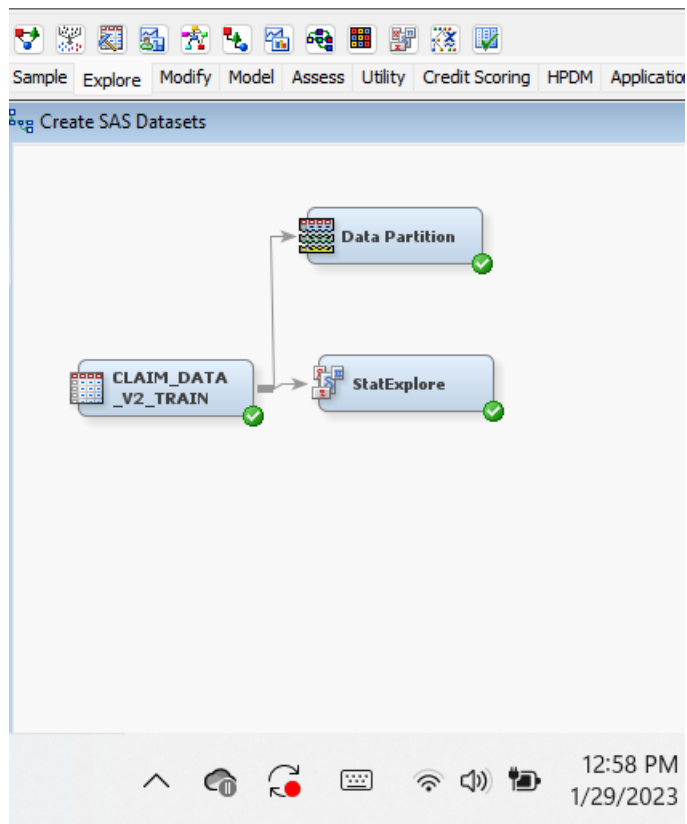 Sample Explore Modify Model Assess Utility Credit Scoring HPDM
Create SAS Datasets
Data Partition
CLAIM_DATA
_V2_TRAIN
StatExplore
12:58 PM
1/29/2023